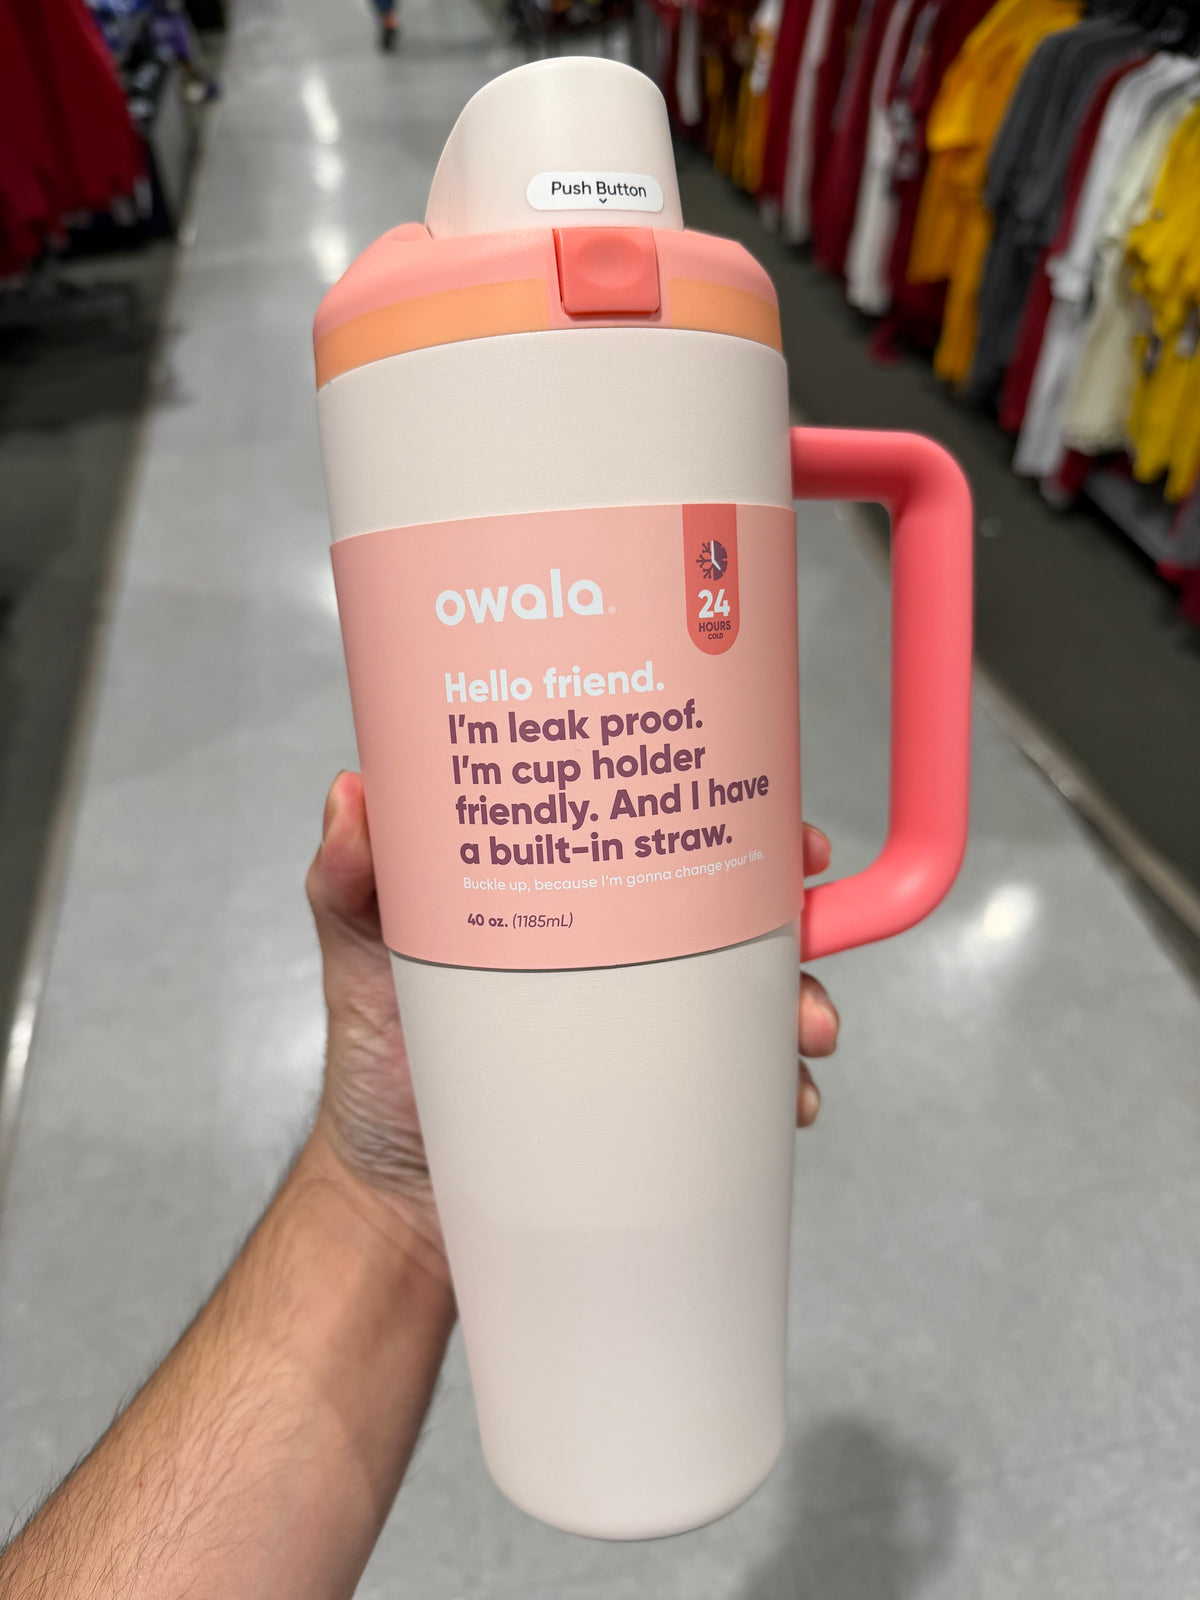 Push Button
owala®
24
HOURS
COLD
Hello friend.
I'm leak proof.
I'm cup holder
friendly. And I have
a built-in straw.
Buckle up, because I'm gonna change your life.
40 oz. (1185mL)